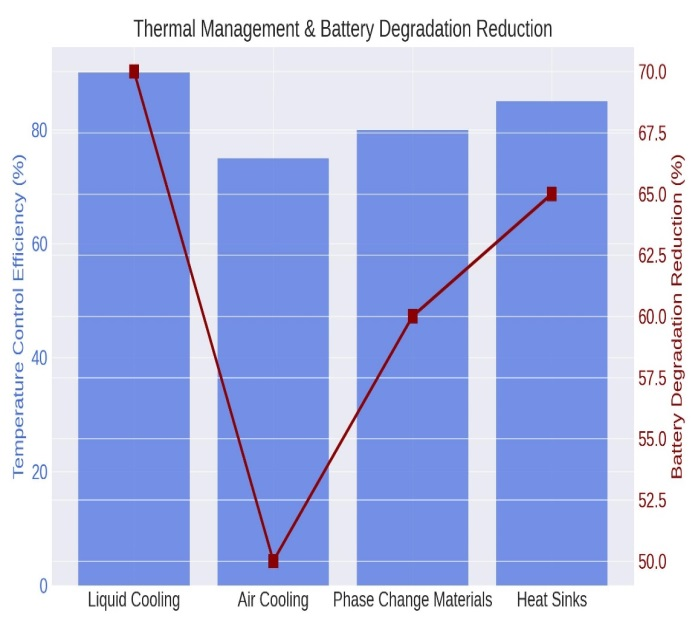 Thermal Management & Battery Degradation Reduction
Temperature Control Efficiency (%)
80
60
40
20
0
70.0
67.5
65.0
62.5
60.0
57.5
55.0
52.5
50.0
Battery Degradation Reduction (%)
Liquid Cooling
Air Cooling
Phase Change Materials
Heat Sinks